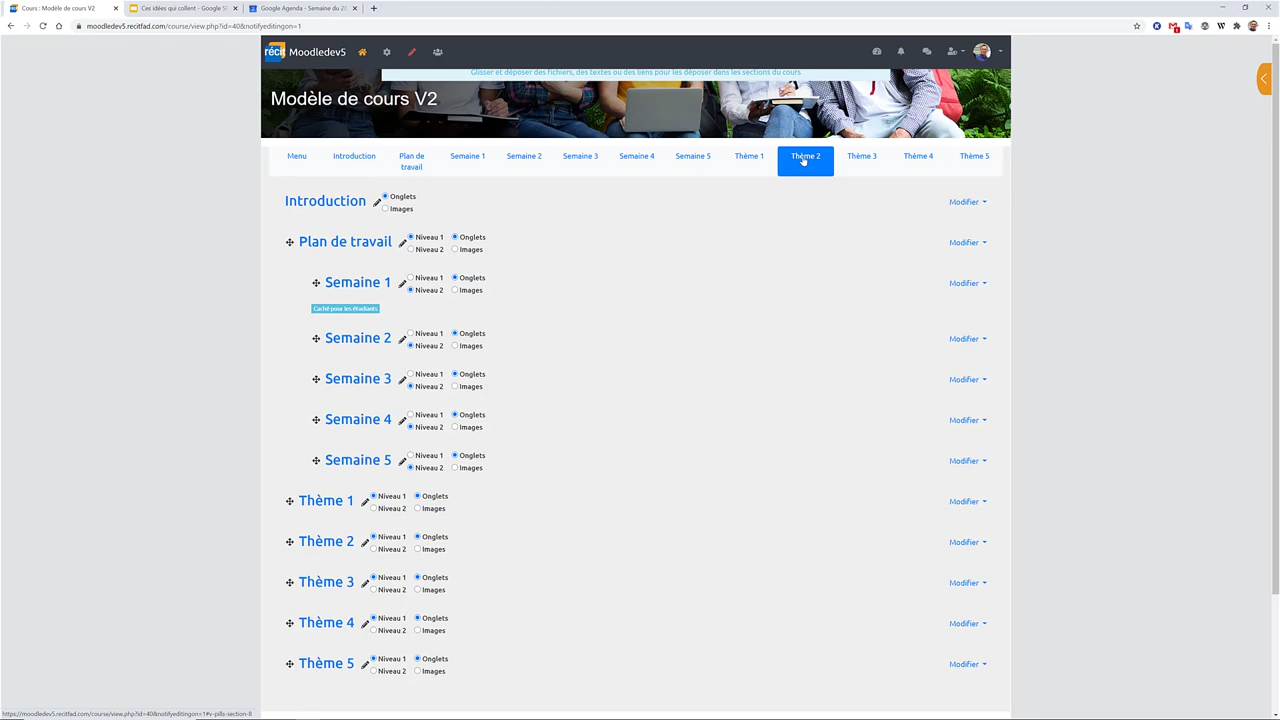 Cours : Modèle de cours V2
Ces idées qui collent - Google Sl
Google Agenda - Semaine du 28
moodledev5.recitfad.com/course/view.php?id=40&notifyeditingon=1
récit Moodledev5
Glisser et déposer des fichiers, des textes ou des liens pour les déposer dans les sections du cours
Modèle de cours V2
Menu Introduction Plan de travail Semaine 1 Semaine 2 Semaine 3 Semaine 4 Semaine 5 Thème 1 Thème 2 Thème 3 Thème 4 Thème 5
Introduction Onglets Modifier
Images
Plan de travail Niveau 1 Onglets Modifier
Niveau 2 Images
Semaine 1 Niveau 1 Onglets Modifier
Niveau 2 Images
Caché pour les étudiants
Semaine 2 Niveau 1 Onglets Modifier
Niveau 2 Images
Semaine 3 Niveau 1 Onglets Modifier
Niveau 2 Images
Semaine 4 Niveau 1 Onglets Modifier
Niveau 2 Images
Semaine 5 Niveau 1 Onglets Modifier
Niveau 2 Images
Thème 1 Niveau 1 Onglets Modifier
Niveau 2 Images
Thème 2 Niveau 1 Onglets Modifier
Niveau 2 Images
Thème 3 Niveau 1 Onglets Modifier
Niveau 2 Images
Thème 4 Niveau 1 Onglets Modifier
Niveau 2 Images
Thème 5 Niveau 1 Onglets Modifier
Niveau 2 Images
https://moodledev5.recitfad.com/course/view.php?id=40&notifyeditingon=1#v-pills-section-8